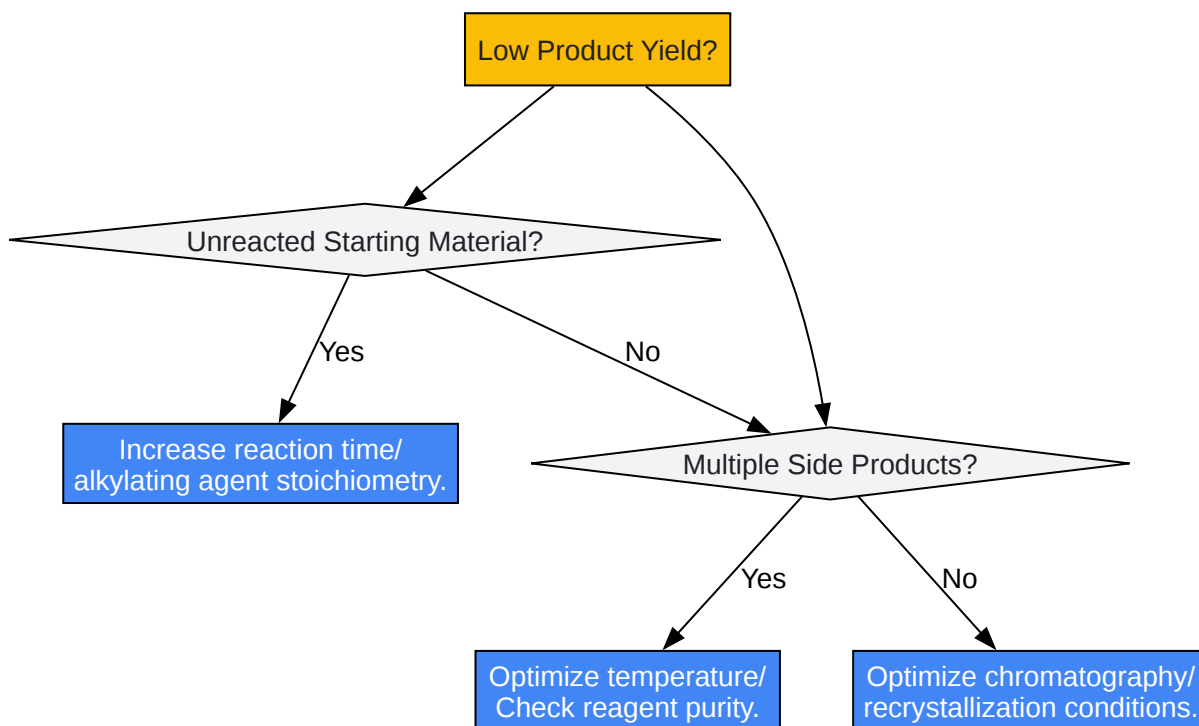 Low Product Yield?
Unreacted Starting Material?
Yes
No
Increase reaction time/
alkylating agent stoichiometry.
Multiple Side Products?
Yes
No
Optimize temperature/
Check reagent purity.
Optimize chromatography/
recrystallization conditions.